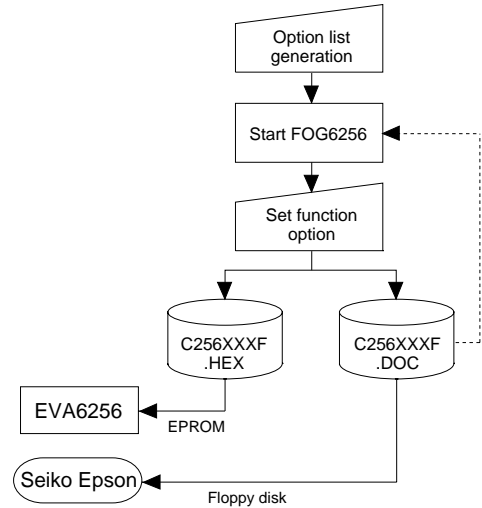 Option list
generation
Start FOG6256
Set function
option
C256XXXF
.HEX
C256XXXF
.DOC
EVA6256
EPROM
Seiko Epson
Floppy disk